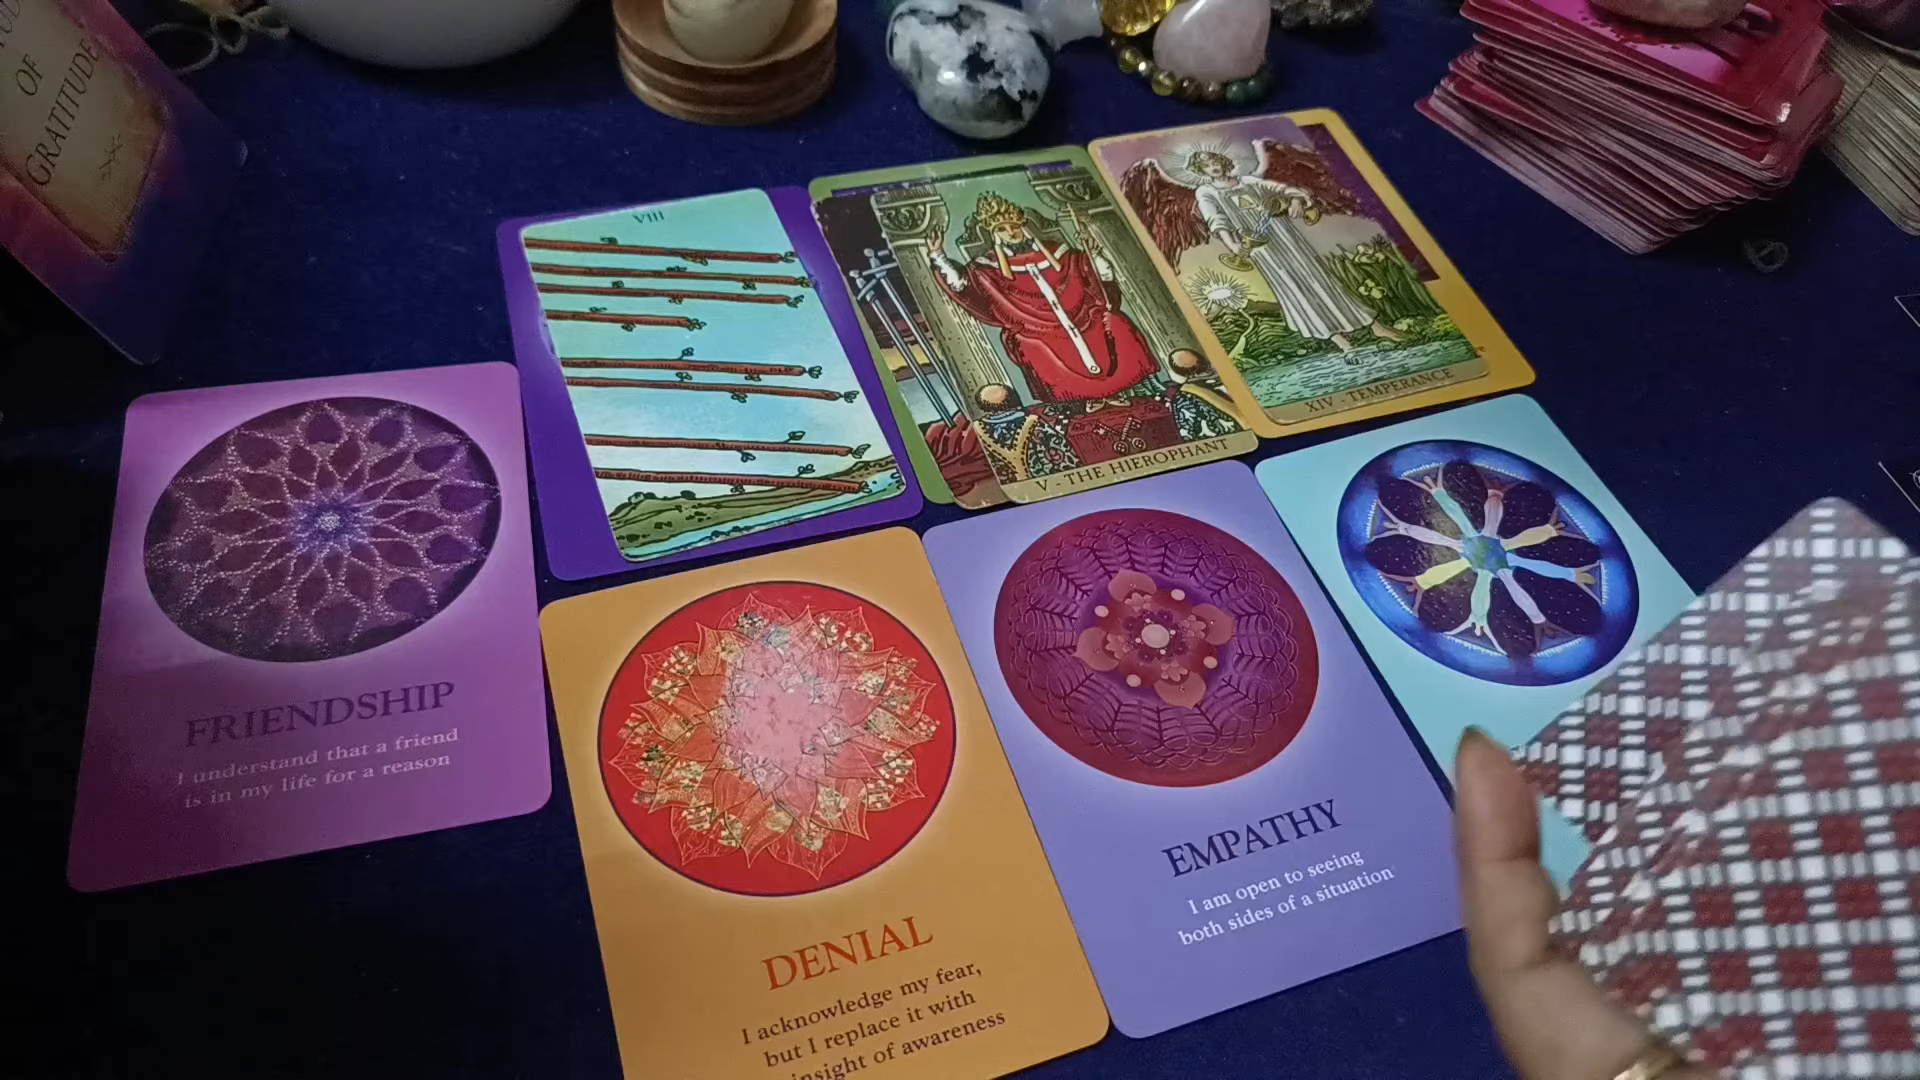 OF
GRATITUDE
VIII
V - THE HIEROPHANT
XIV - TEMPERANCE
FRIENDSHIP
I understand that a friend
is in my life for a reason
DENIAL
I acknowledge my fear,
but I replace it with
insight of awareness
EMPATHY
I am open to seeing
both sides of a situation